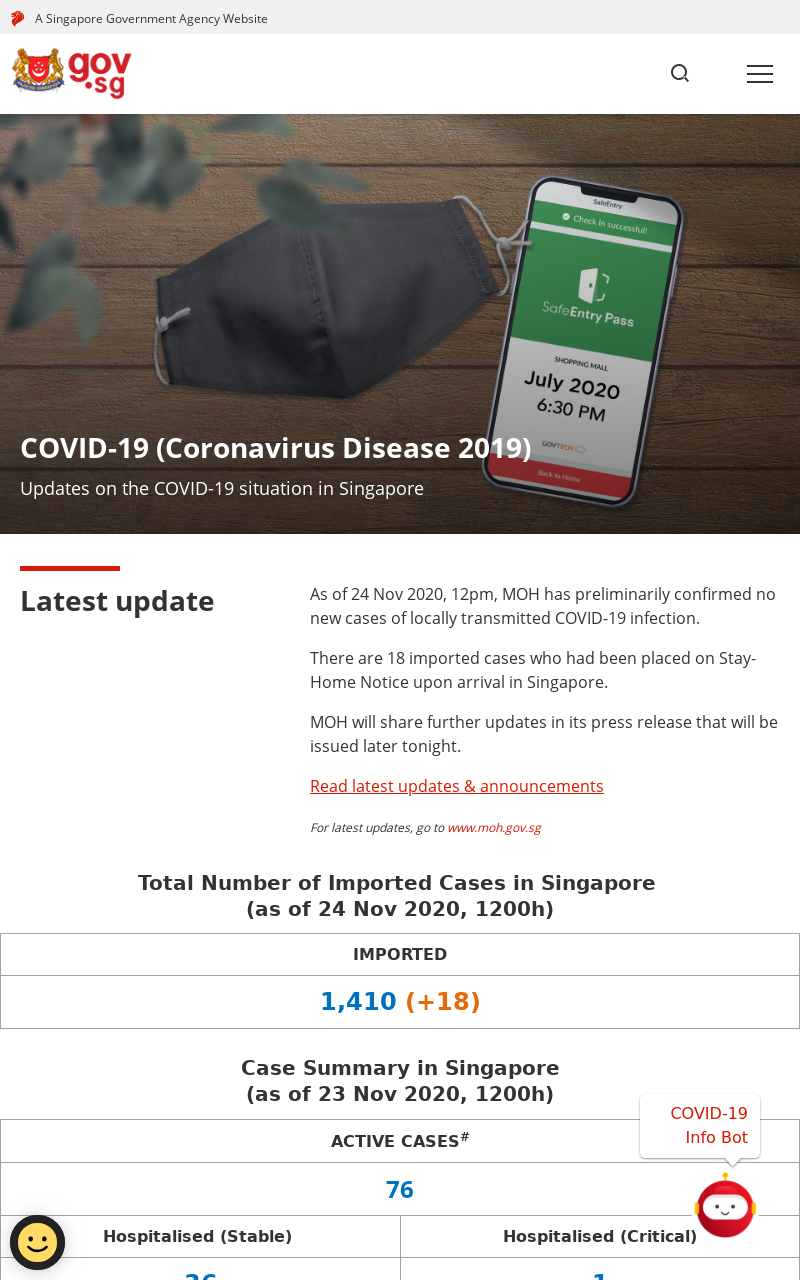 A Singapore Government Agency Website
gov
.sg
SafeEntry
Check in successful!
SafeEntry Pass
SHOPPING MALL
July 2020
6:30 PM
GOVTECH
Back to Home
COVID-19 (Coronavirus Disease 2019)
Updates on the COVID-19 situation in Singapore
Latest update
As of 24 Nov 2020, 12pm, MOH has preliminarily confirmed no
new cases of locally transmitted COVID-19 infection.
There are 18 imported cases who had been placed on Stay-
Home Notice upon arrival in Singapore.
MOH will share further updates in its press release that will be
issued later tonight.
Read latest updates & announcements
For latest updates, go to www.moh.gov.sg
Total Number of Imported Cases in Singapore
(as of 24 Nov 2020, 1200h)
IMPORTED
1,410 (+18)
Case Summary in Singapore
(as of 23 Nov 2020, 1200h)
COVID-19
Info Bot
ACTIVE CASES#
76
Hospitalised (Stable) Hospitalised (Critical)